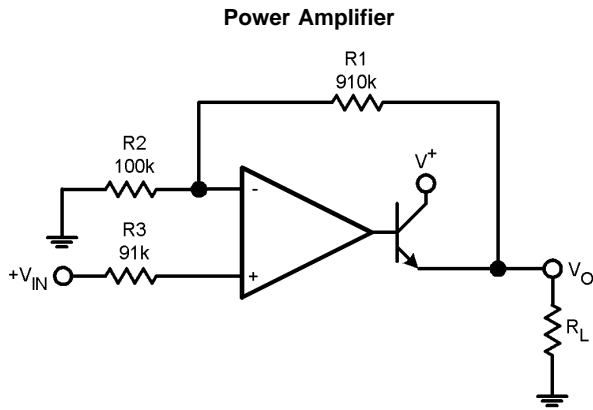 Power Amplifier
R1
910k
R2
100k
V+
-
R3
91k
+VIN
+
VO
RL